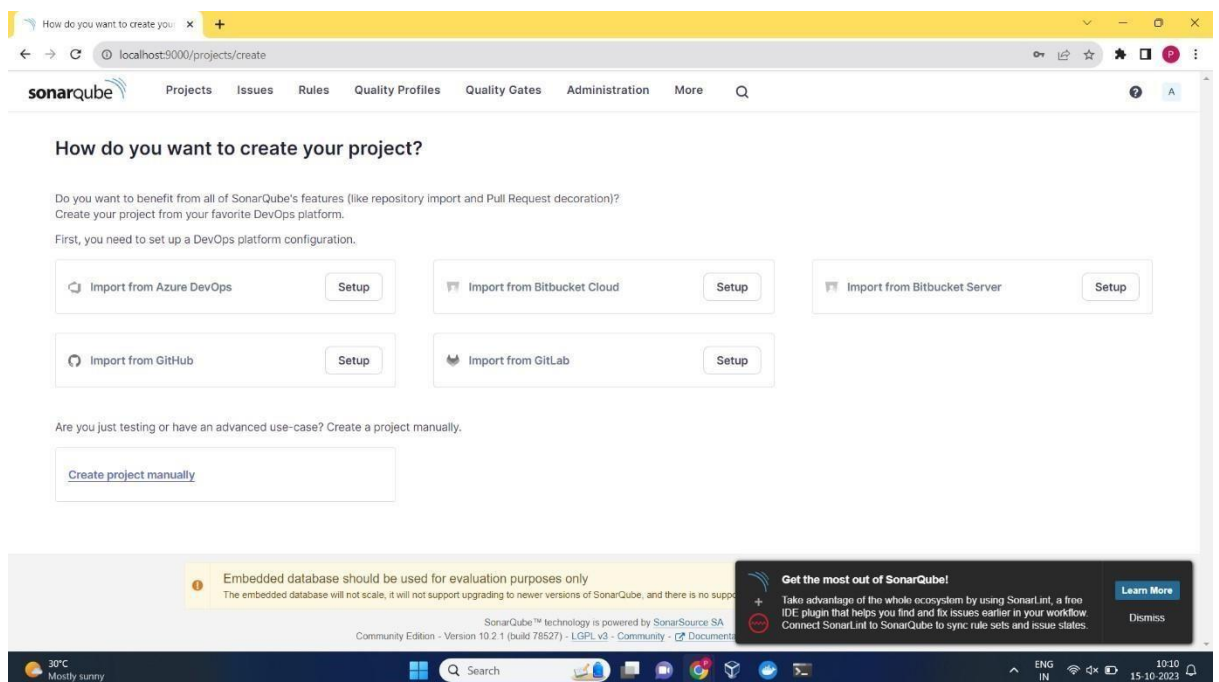 How do you want to create you
localhost:9000/projects/create
P
sonarqube Projects Issues Rules Quality Profiles Quality Gates Administration More
A
How do you want to create your project?
Do you want to benefit from all of SonarQube's features (like repository import and Pull Request decoration)?
Create your project from your favorite DevOps platform.
First, you need to set up a DevOps platform configuration.
Import from Azure DevOps Setup
Import from Bitbucket Cloud Setup
Import from Bitbucket Server Setup
Import from GitHub Setup
Import from GitLab Setup
Are you just testing or have an advanced use-case? Create a project manually.
Create project manually
Embedded database should be used for evaluation purposes only
The embedded database will not scale, it will not support upgrading to newer versions of SonarQube, and there is no suppo
SonarQube™ technology is powered by SonarSource SA
Community Edition - Version 10.2.1 (build 78527) - LGPL v3 - Community - Documenta
Get the most out of SonarQube!
Take advantage of the whole ecosystem by using SonarLint, a free
IDE plugin that helps you find and fix issues earlier in your workflow.
Connect SonarLint to SonarQube to sync rule sets and issue states.
Learn More
Dismiss
30°C
Mostly sunny
Search
ENG
IN
10:10
15-10-2023